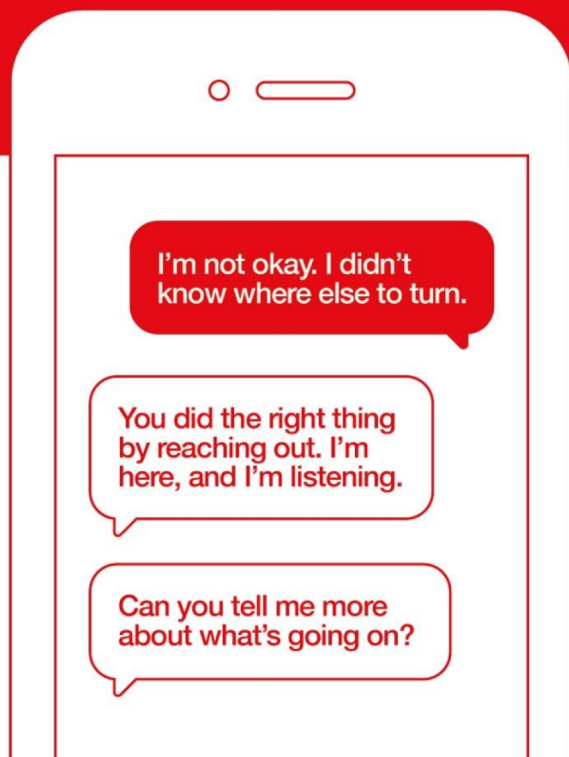 I’m not okay. I didn’t
know where else to turn.
You did the right thing
by reaching out. I’m
here, and I’m listening.
Can you tell me more
about what’s going on?